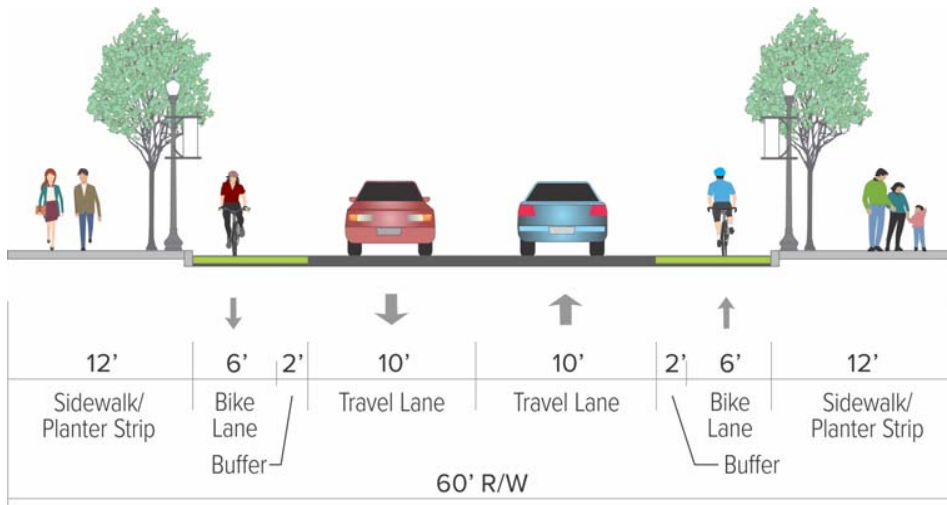 12’ 6’ 2’ 10’ 10’ 2’ 6’ 12’
Sidewalk/
Planter Strip
Bike
Lane
Buffer
Travel Lane
Travel Lane
Bike
Lane
Buffer
Sidewalk/
Planter Strip
60’ R/W